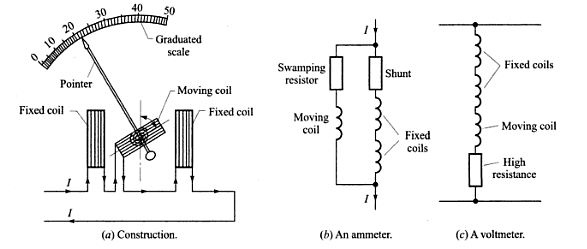 0 10 20 30 40 50
Graduated
scale
Pointer
Moving coil
Fixed coil
Fixed coil
I
I
(a) Construction.
I
Swamping
resistor
Shunt
Moving
coil
Fixed
coils
I
(b) An ammeter.
Fixed coils
Moving coil
High
resistance
(c) A voltmeter.